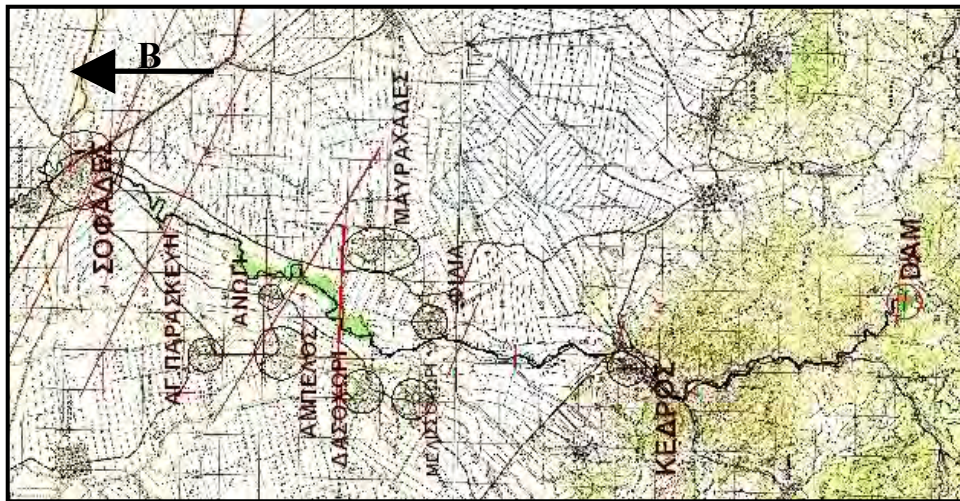 B
ΣΟΦΑΔΕΣ
ΑΓ.ΠΑΡΑΣΚΕΥΗ
ΑΝΩΓΗ
ΑΜΠΕΛΟΣ
ΔΑΣΟΧΩΡΙ
ΜΑΥΡΑΧΑΔΕΣ
ΜΕΛΙΣΣΟΧΩΡΙ
ΦΙΛΙΑ
ΚΕΔΡΟΣ
DAM